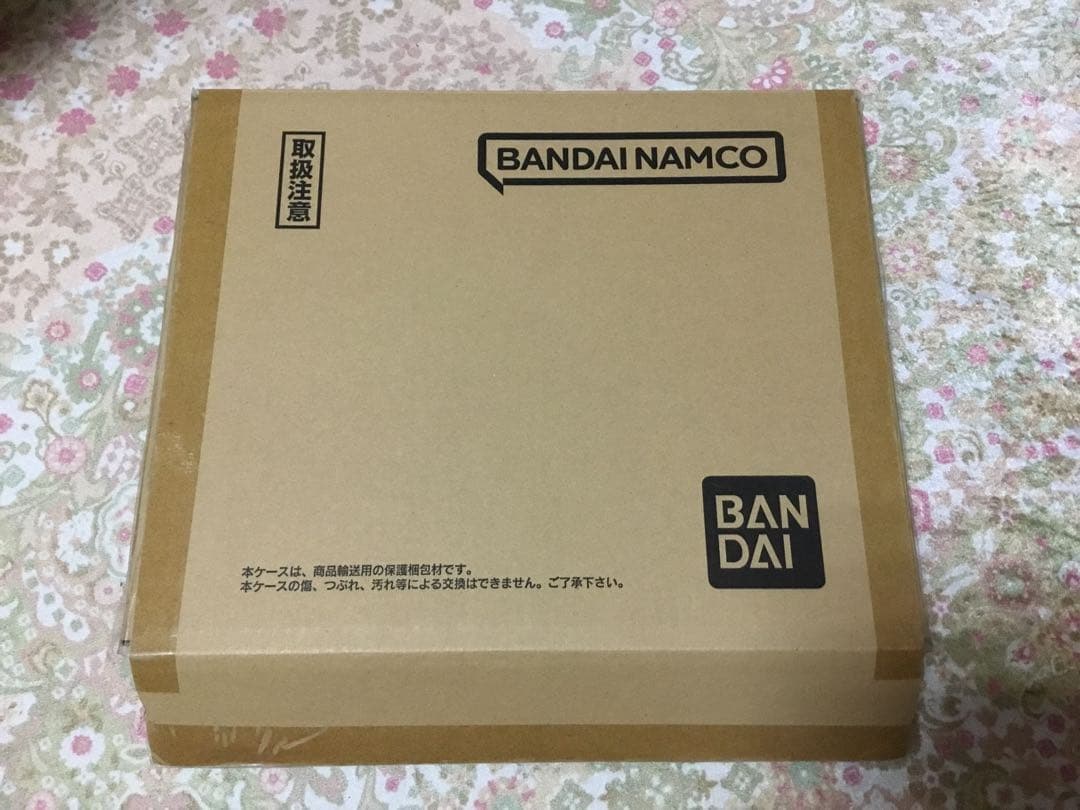 取扱注意
BANDAI NAMCO
BAN
DAI
本ケースは、商品輸送用の保護梱包材です。
本ケースの傷、つぶれ、汚れ等による交換はできません。ご了承下さい。